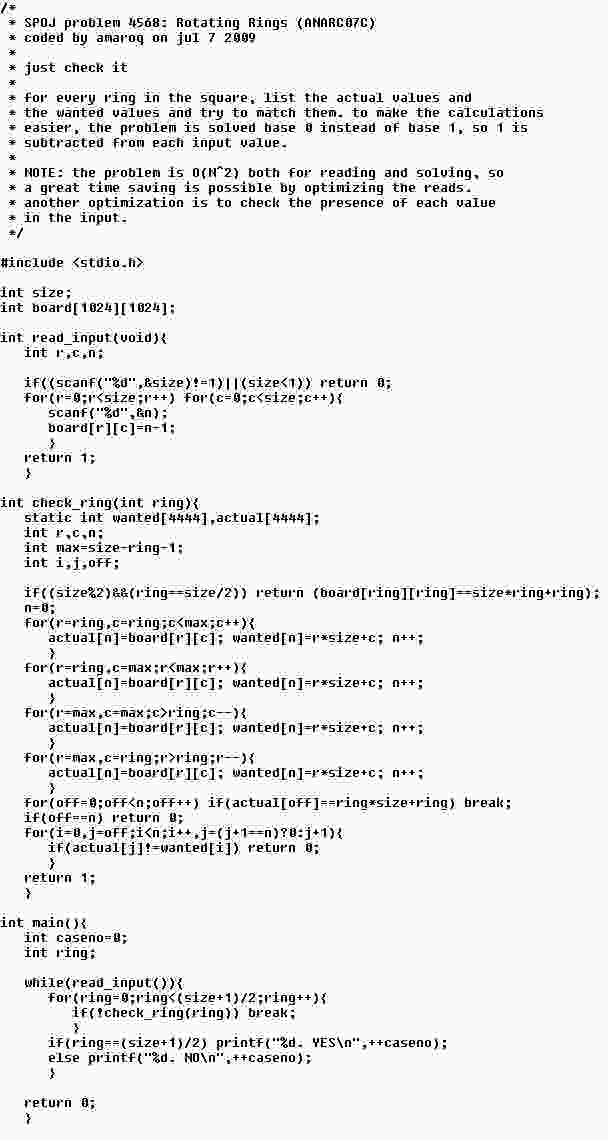 /*
 * SPOJ problem 4568: Rotating Rings (ANARC07C)
 * coded by amaroq on jul 7 2009
 *
 * just check it
 *
 * for every ring in the square, list the actual values and
 * the wanted values and try to match them. to make the calculations
 * easier, the problem is solved base 0 instead of base 1, so 1 is
 * subtracted from each input value.
 *
 * NOTE: the problem is O(N^2) both for reading and solving, so
 * a great time saving is possible by optimizing the reads.
 * another optimization is to check the presence of each value
 * in the input.
 */

#include <stdio.h>

int size;
int board[1024][1024];

int read_input(void){
   int r,c,n;

   if((scanf("%d",&size)!=1)||(size<1)) return 0;
   for(r=0;r<size;r++) for(c=0;c<size;c++){
      scanf("%d",&n);
      board[r][c]=n-1;
      }
   return 1;
   }

int check_ring(int ring){
   static int wanted[4444],actual[4444];
   int r,c,n;
   int max=size-ring-1;
   int i,j,off;

   if((size%2)&&(ring==size/2)) return (board[ring][ring]==size*ring+ring);
   n=0;
   for(r=ring,c=ring;c<max;c++){
      actual[n]=board[r][c]; wanted[n]=r*size+c; n++;
      }
   for(r=ring,c=max;r<max;r++){
      actual[n]=board[r][c]; wanted[n]=r*size+c; n++;
      }
   for(r=max,c=max;c>ring;c--){
      actual[n]=board[r][c]; wanted[n]=r*size+c; n++;
      }
   for(r=max,c=ring;r>ring;r--){
      actual[n]=board[r][c]; wanted[n]=r*size+c; n++;
      }
   for(off=0;off<n;off++) if(actual[off]==ring*size+ring) break;
   if(off==n) return 0;
   for(i=0,j=off;i<n;i++,j=(j+1==n)?0:j+1){
      if(actual[j]!=wanted[i]) return 0;
      }
   return 1;
   }

int main(){
   int caseno=0;
   int ring;

   while(read_input()){
      for(ring=0;ring<(size+1)/2;ring++){
         if(!check_ring(ring)) break;
         }
      if(ring==(size+1)/2) printf("%d. YES\n",++caseno);
      else printf("%d. NO\n",++caseno);
      }

   return 0;
   }